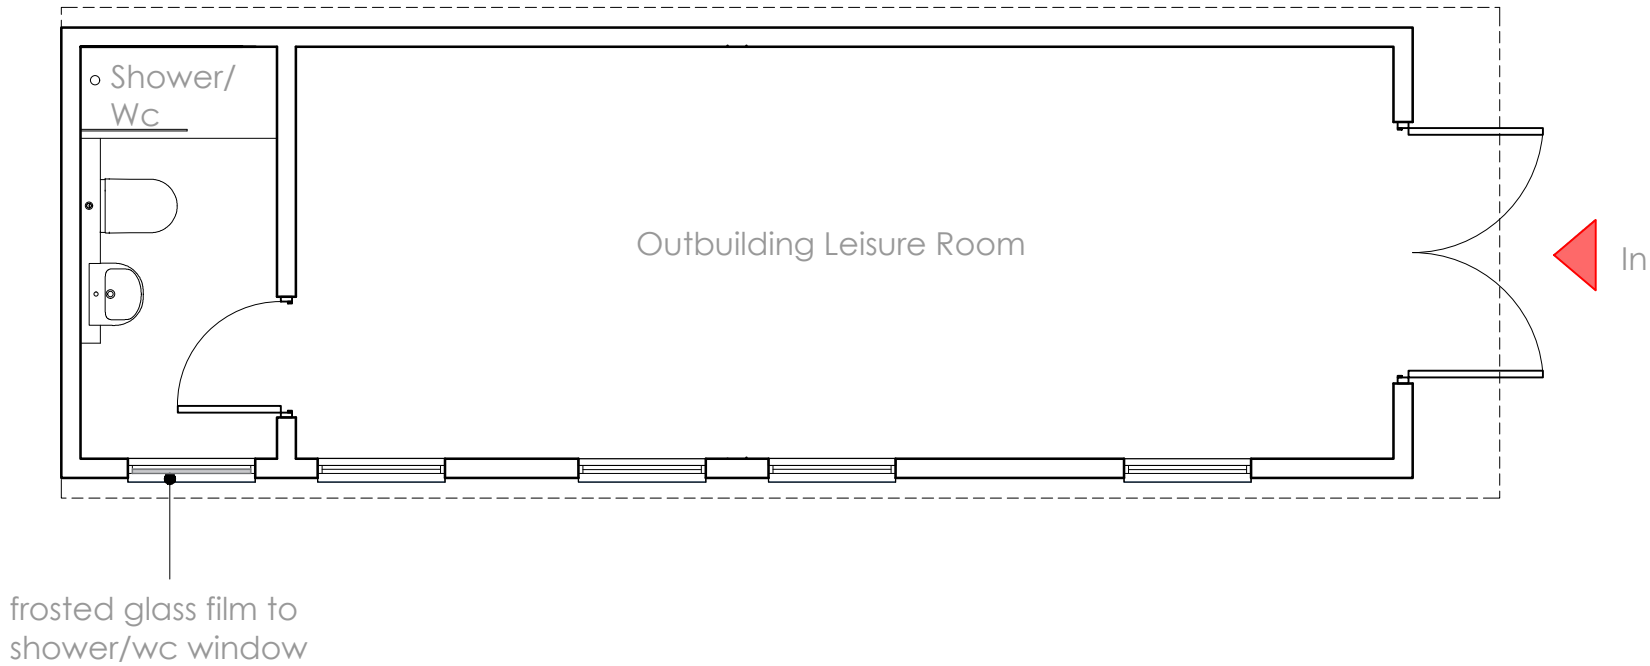 Shower/
Wc
Outbuilding Leisure Room
In
frosted glass film to
shower/wc window